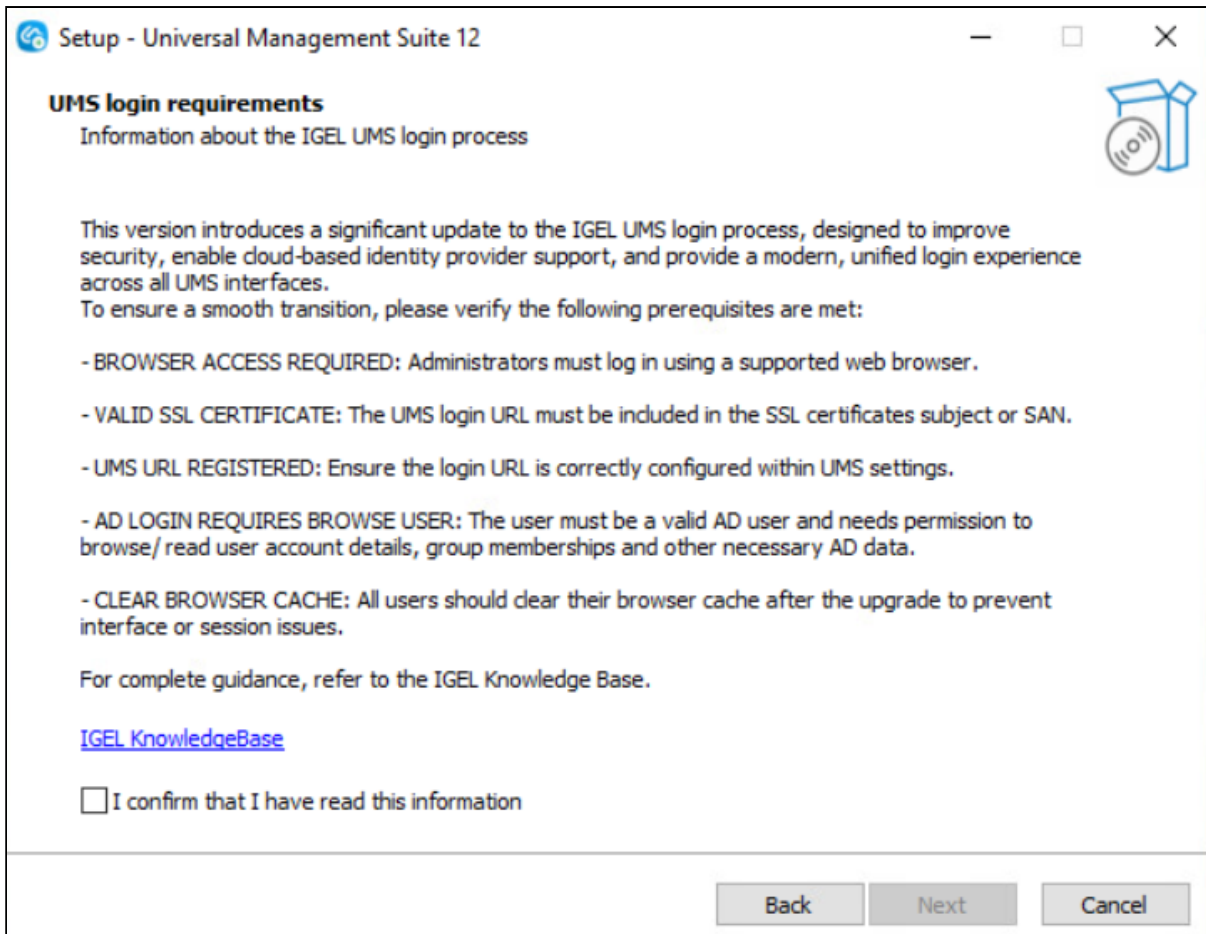 Setup - Universal Management Suite 12
UMS login requirements
Information about the IGEL UMS login process
This version introduces a significant update to the IGEL UMS login process, designed to improve
security, enable cloud-based identity provider support, and provide a modern, unified login experience
across all UMS interfaces.
To ensure a smooth transition, please verify the following prerequisites are met:
- BROWSER ACCESS REQUIRED: Administrators must log in using a supported web browser.
- VALID SSL CERTIFICATE: The UMS login URL must be included in the SSL certificates subject or SAN.
- UMS URL REGISTERED: Ensure the login URL is correctly configured within UMS settings.
- AD LOGIN REQUIRES BROWSE USER: The user must be a valid AD user and needs permission to
browse/ read user account details, group memberships and other necessary AD data.
- CLEAR BROWSER CACHE: All users should clear their browser cache after the upgrade to prevent
interface or session issues.
For complete guidance, refer to the IGEL Knowledge Base.
IGEL KnowledgeBase
I confirm that I have read this information
Back Next Cancel